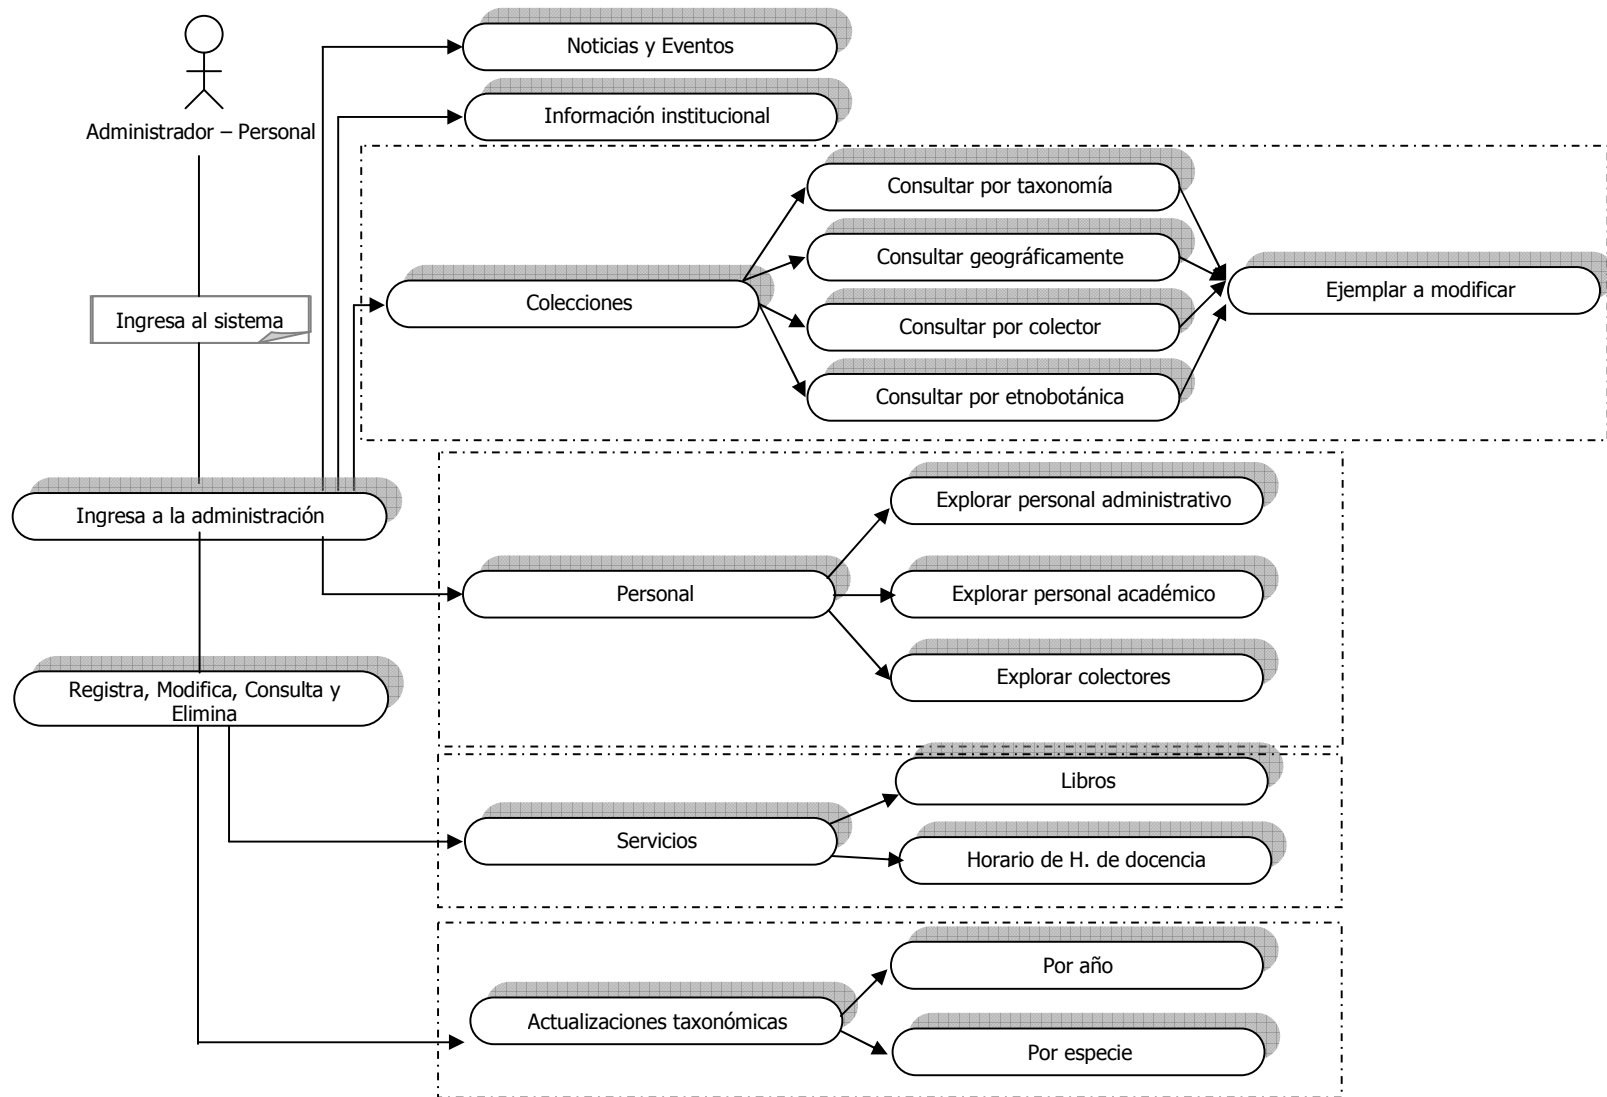 Noticias y Eventos
Información institucional
Administrador – Personal
Consultar por taxonomía
Consultar geográficamente
Colecciones
Ejemplar a modificar
Ingresa al sistema
Consultar por colector
Consultar por etnobotánica
Ingresa a la administración
Explorar personal administrativo
Personal
Explorar personal académico
Explorar colectores
Registra, Modifica, Consulta y
Elimina
Libros
Servicios
Horario de H. de docencia
Por año
Actualizaciones taxonómicas
Por especie